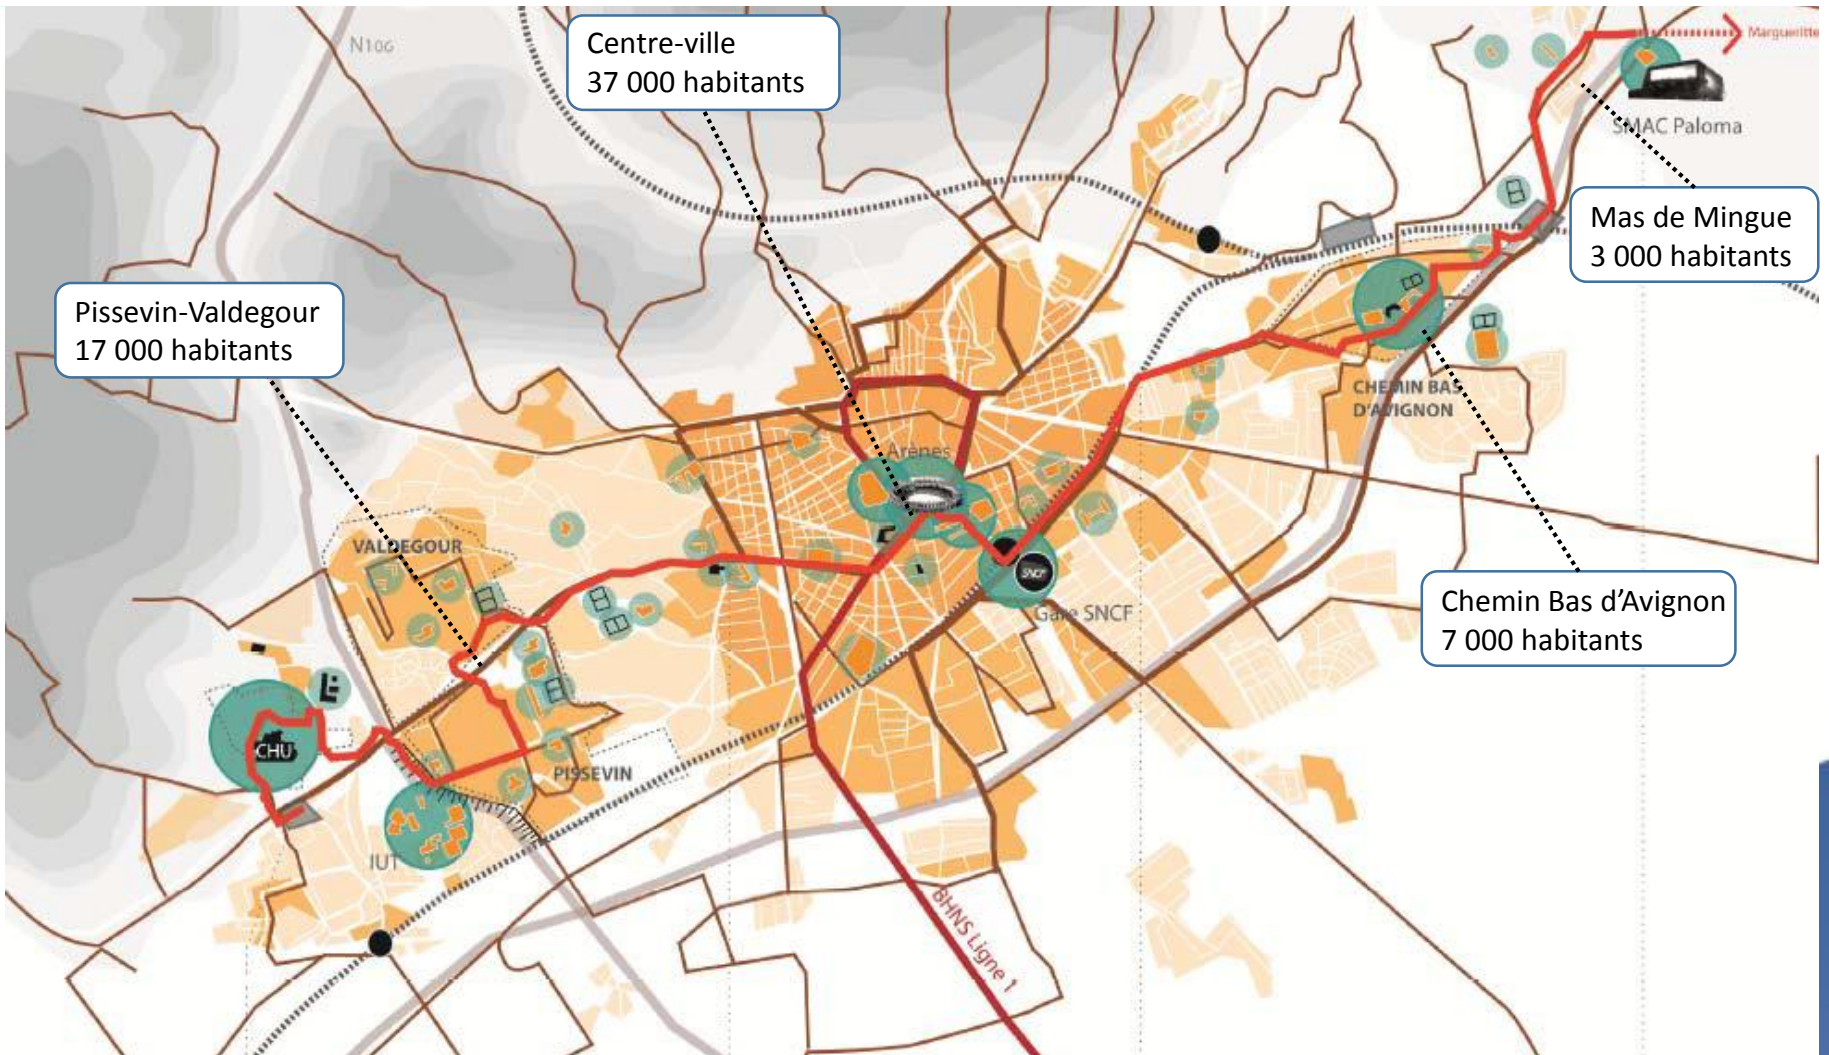 N106
Centre-ville
37 000 habitants
SMAC Paloma
Mas de Mingue
3 000 habitants
Pissevin-Valdegour
17 000 habitants
CHEMIN BAS
D'AVIGNON
Arènes
VALDEGOUR
SNCF
Gare SNCF
Chemin Bas d'Avignon
7 000 habitants
CHU
PISSEVIN
IUT
BHNS Ligne 1